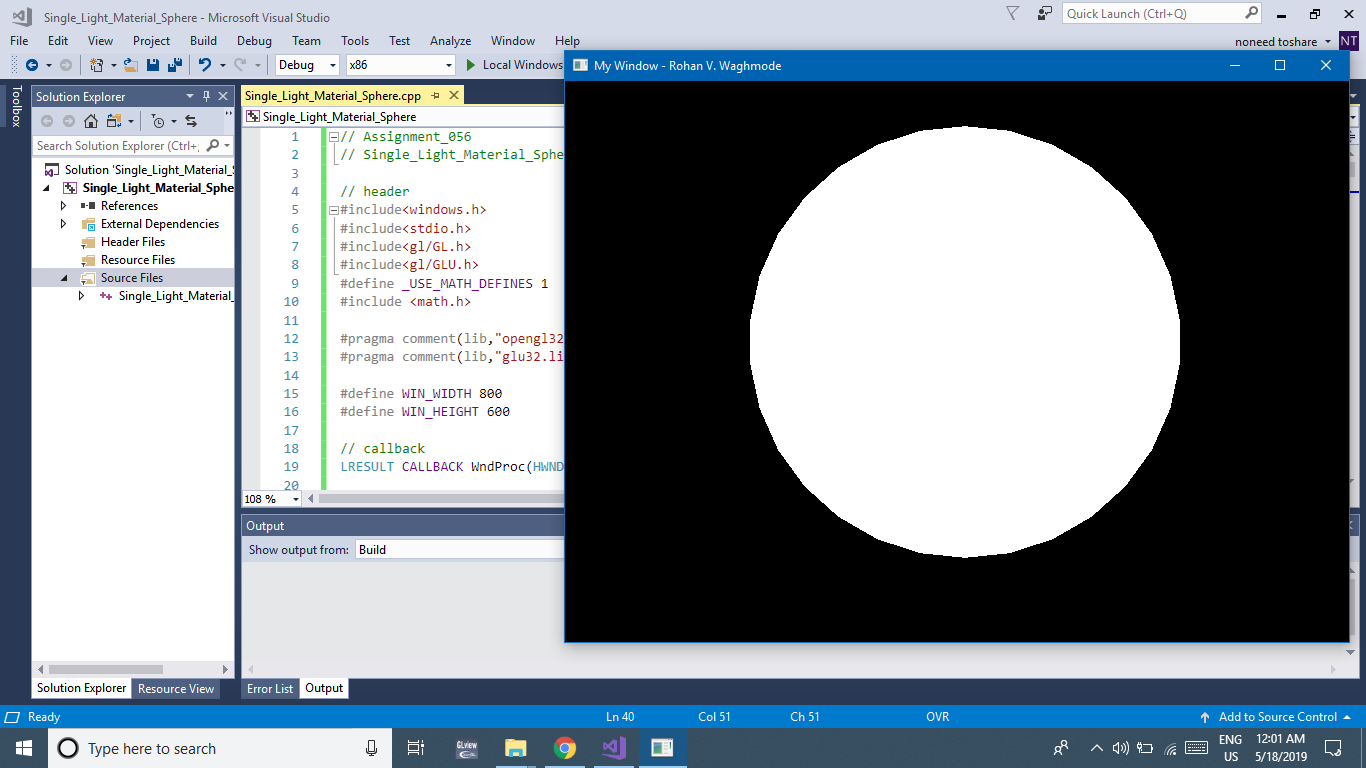 Single_Light_Material_Sphere - Microsoft Visual Studio
Quick Launch (Ctrl+Q)
File Edit View Project Build Debug Team Tools Test Analyze Window Help
noneed toshare NT
Debug x86 Local Windows
My Window - Rohan V. Waghmode
Toolbox
Solution Explorer
Search Solution Explorer (Ctrl+;
Solution 'Single_Light_Material_S
Single_Light_Material_Sphe
References
External Dependencies
Header Files
Resource Files
Source Files
Single_Light_Material_
Single_Light_Material_Sphere.cpp
Single_Light_Material_Sphere
1 // Assignment_056
2 // Single_Light_Material_Sphe
3
4 // header
5 #include<windows.h>
6 #include<stdio.h>
7 #include<gl/GL.h>
8 #include<gl/GLU.h>
9 #define _USE_MATH_DEFINES 1
10 #include <math.h>
11
12 #pragma comment(lib,"opengl32
13 #pragma comment(lib,"glu32.li
14
15 #define WIN_WIDTH 800
16 #define WIN_HEIGHT 600
17
18 // callback
19 LRESULT CALLBACK WndProc(HWND
20
108 %
Output
Show output from: Build
Solution Explorer Resource View
Error List Output
Ready Ln 40 Col 51 Ch 51 OVR Add to Source Control
Type here to search
GLview
ENG
US
12:01 AM
5/18/2019